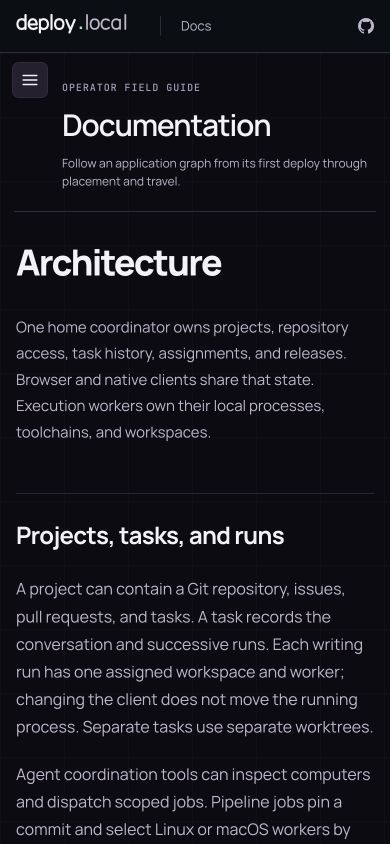 deploy.local
Docs
OPERATOR FIELD GUIDE
Documentation
Follow an application graph from its first deploy through
placement and travel.
Architecture
One home coordinator owns projects, repository
access, task history, assignments, and releases.
Browser and native clients share that state.
Execution workers own their local processes,
toolchains, and workspaces.
Projects, tasks, and runs
A project can contain a Git repository, issues,
pull requests, and tasks. A task records the
conversation and successive runs. Each writing
run has one assigned workspace and worker;
changing the client does not move the running
process. Separate tasks use separate worktrees.
Agent coordination tools can inspect computers
and dispatch scoped jobs. Pipeline jobs pin a
commit and select Linux or macOS workers by